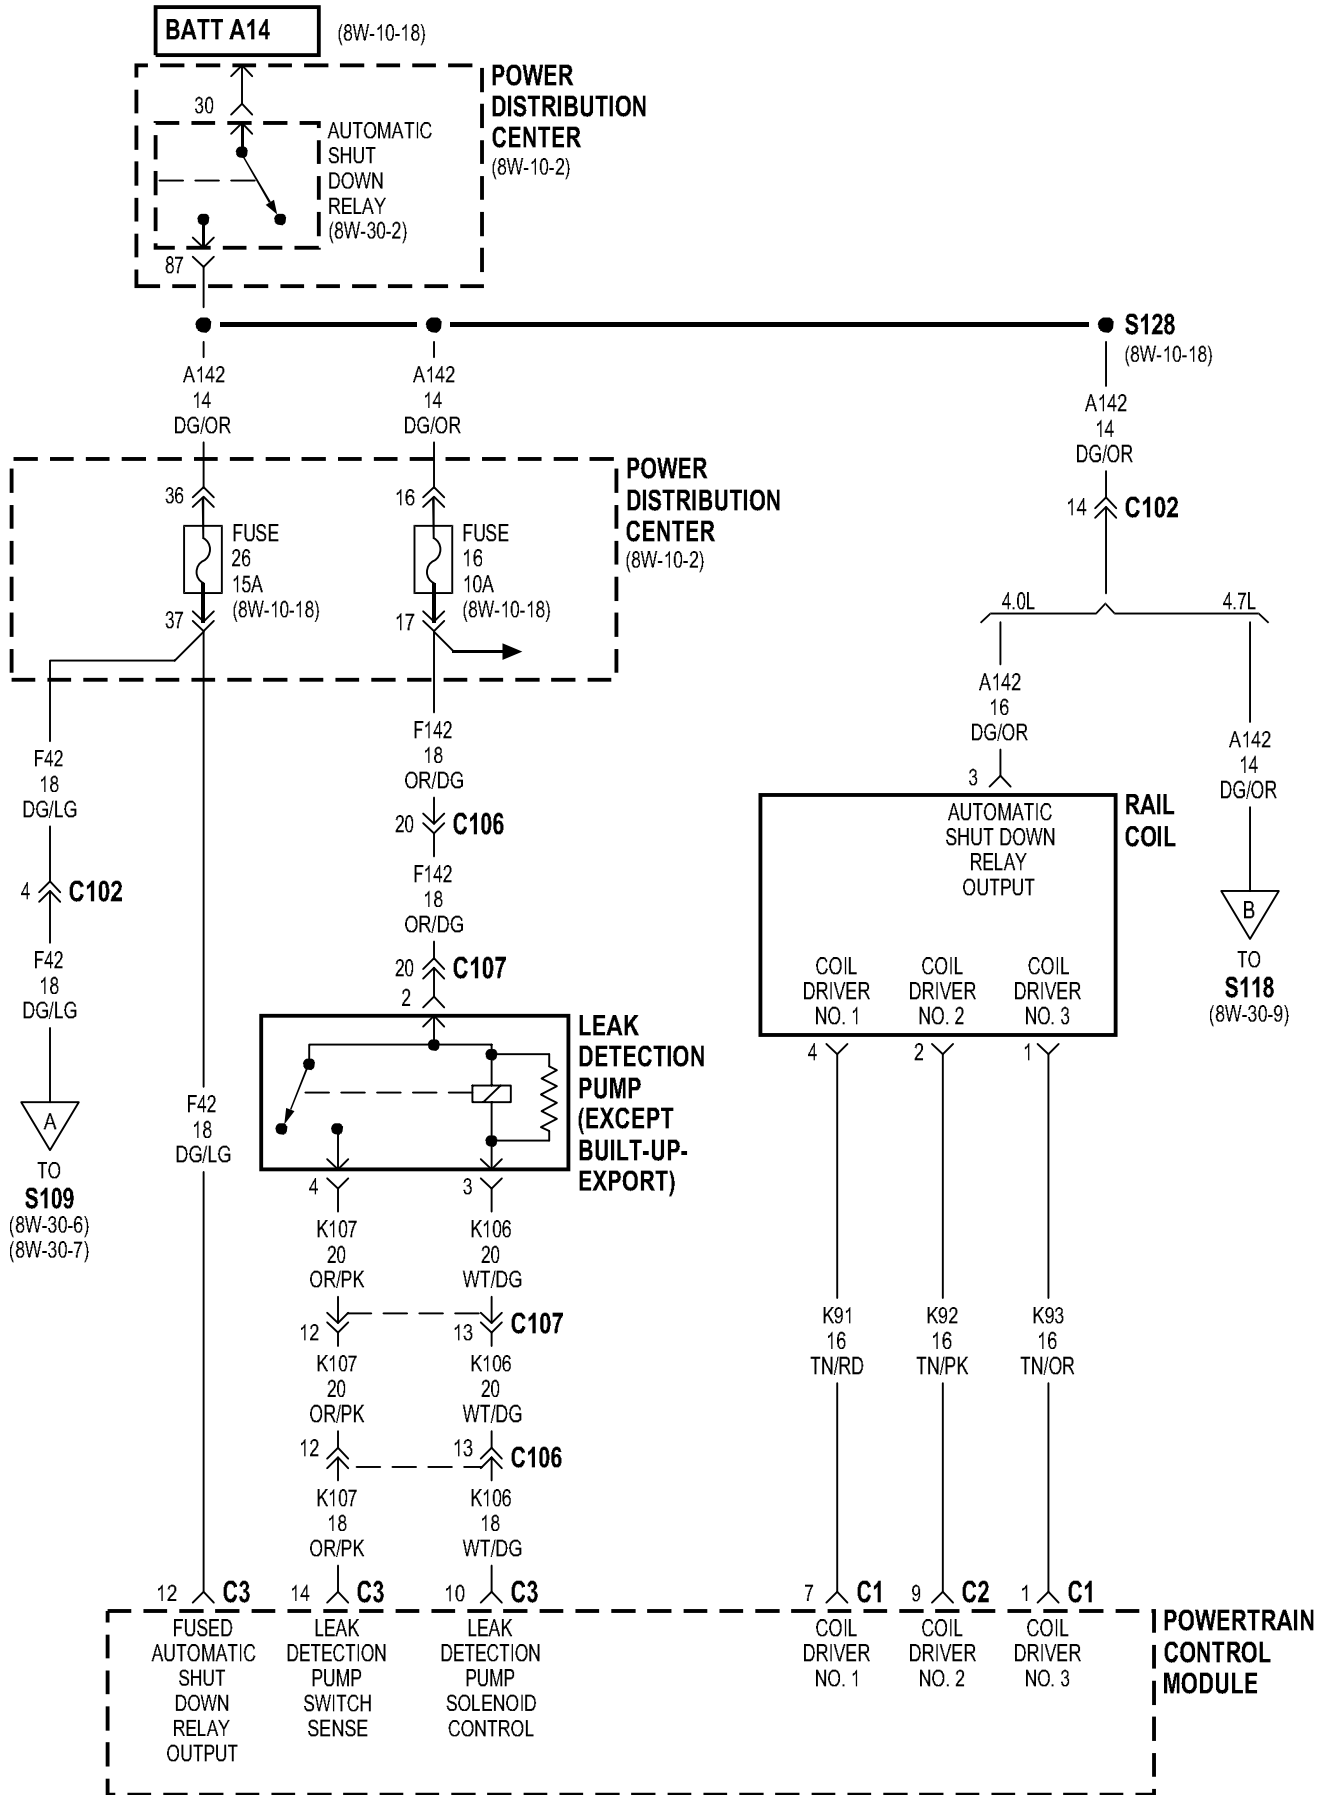 BATT A14
(8W-10-18)
POWER
DISTRIBUTION
CENTER
(8W-10-2)
30
AUTOMATIC
SHUT
DOWN
RELAY
(8W-30-2)
87
S128
(8W-10-18)
A142
14
DG/OR
A142
14
DG/OR
A142
14
DG/OR
14
C102
POWER
DISTRIBUTION
CENTER
(8W-10-2)
36
FUSE
26
15A
(8W-10-18)
37
16
FUSE
16
10A
(8W-10-18)
17
4.0L
4.7L
A142
16
DG/OR
3
A142
14
DG/OR
F42
18
DG/LG
4
C102
F42
18
DG/LG
A
TO
S109
(8W-30-6)
(8W-30-7)
F142
18
OR/DG
20
C106
F142
18
OR/DG
20
C107
2
LEAK
DETECTION
PUMP
(EXCEPT
BUILT-UP-
EXPORT)
RAIL
COIL
AUTOMATIC
SHUT DOWN
RELAY
OUTPUT
COIL
DRIVER
NO. 1
COIL
DRIVER
NO. 2
COIL
DRIVER
NO. 3
4
2
1
B
TO
S118
(8W-30-9)
F42
18
DG/LG
4
3
K107
20
OR/PK
K106
20
WT/DG
12
13
C107
K107
20
OR/PK
K106
20
WT/DG
12
13
C106
K107
18
OR/PK
K106
18
WT/DG
K91
16
TN/RD
K92
16
TN/PK
K93
16
TN/OR
12
C3
14
C3
10
C3
7
C1
9
C2
1
C1
FUSED
AUTOMATIC
SHUT
DOWN
RELAY
OUTPUT
LEAK
DETECTION
PUMP
SWITCH
SENSE
LEAK
DETECTION
PUMP
SOLENOID
CONTROL
COIL
DRIVER
NO. 1
COIL
DRIVER
NO. 2
COIL
DRIVER
NO. 3
POWERTRAIN
CONTROL
MODULE